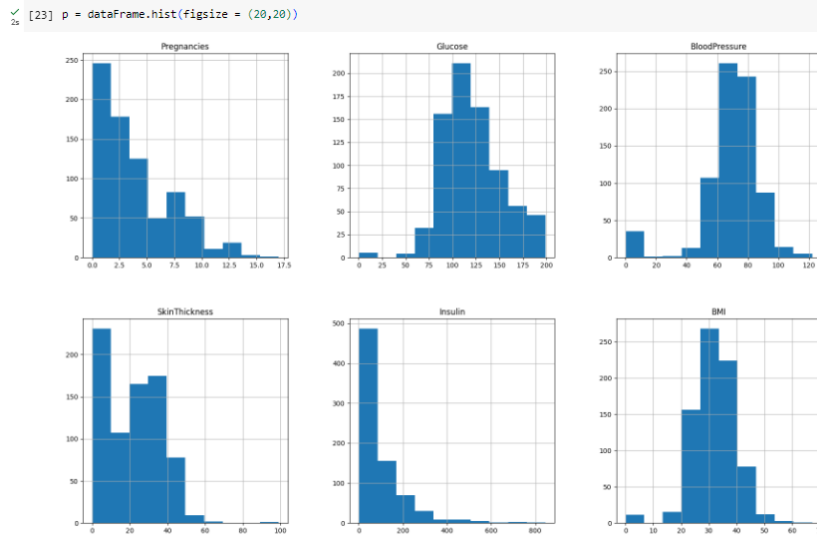 [23] p = dataFrame.hist(figsize = (20,20))
2s
Pregnancies
250
200
150
100
50
0
0.0 2.5 5.0 7.5 10.0 12.5 15.0 17.5
Glucose
200
175
150
125
100
75
50
25
0
0 25 50 75 100 125 150 175 200
BloodPressure
250
200
150
100
50
0
0 20 40 60 80 100 120
SkinThickness
200
150
100
50
0
0 20 40 60 80 100
Insulin
500
400
300
200
100
0
0 200 400 600 800
BMI
250
200
150
100
50
0
0 10 20 30 40 50 60